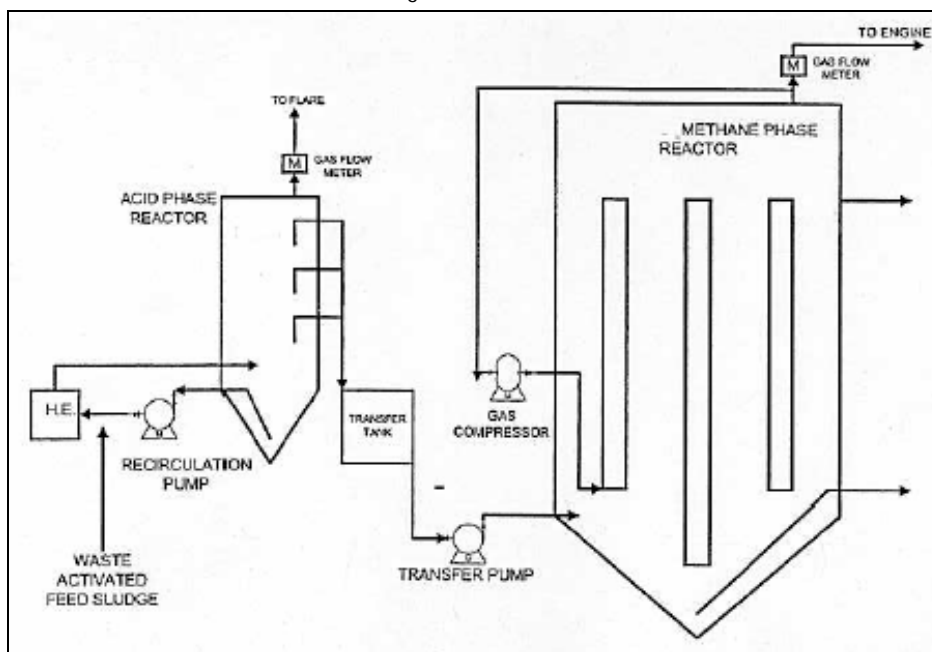 TO ENGINE
M
GAS FLOW
METER
TO FLARE
METHANE PHASE
REACTOR
M
GAS FLOW
METER
ACID PHASE
REACTOR
H.E.
TRANSFER
TANK
GAS
COMPRESSOR
RECIRCULATION
PUMP
WASTE
ACTIVATED
FEED SLUDGE
TRANSFER PUMP